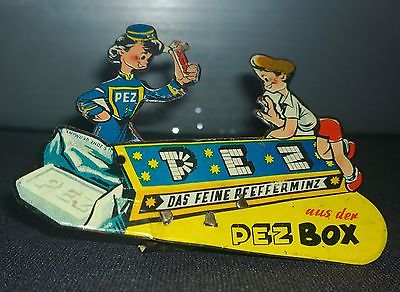 PEZ
PEZ
DAS FEINE PFEFFERMINZ
PEZ
aus der
PEZ BOX